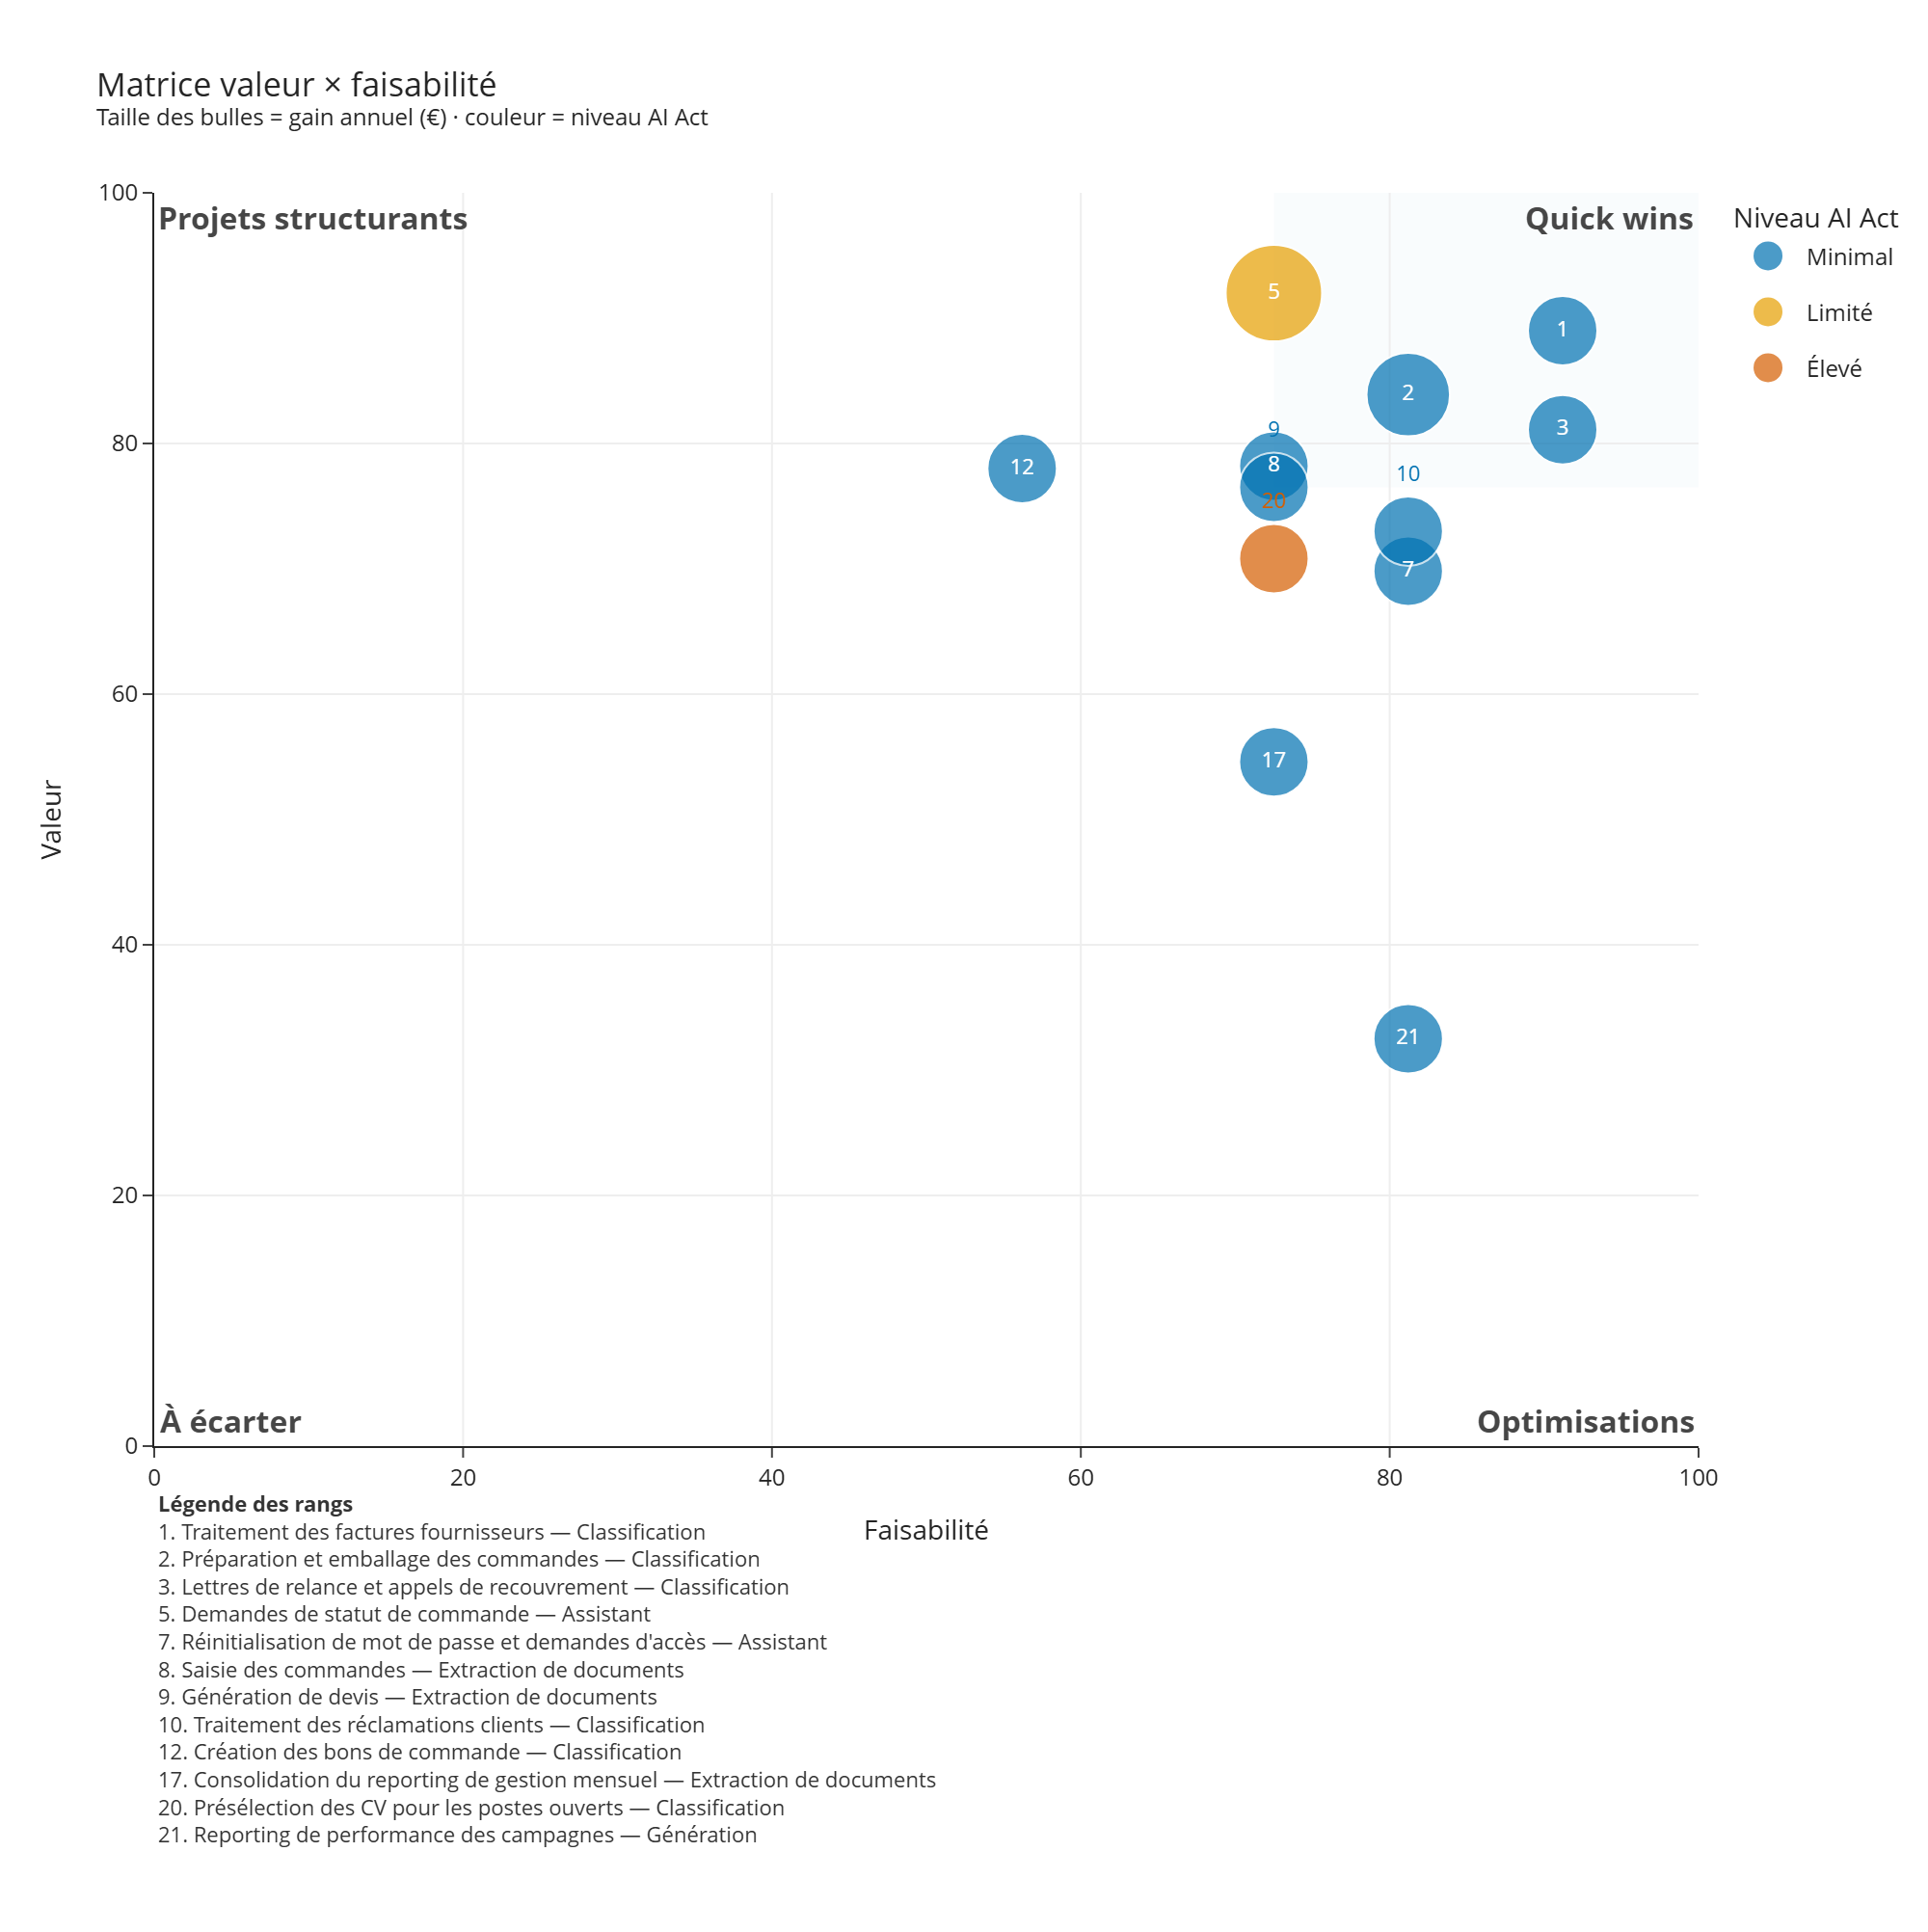 Matrice valeur × faisabilité
Taille des bulles = gain annuel (€) · couleur = niveau AI Act
100
Projets structurants
Quick wins
Niveau AI Act
Minimal
Limité
Élevé
5
1
2
3
9
80
12
8
10
20
7
60
17
Valeur
40
21
20
À écarter
Optimisations
0
0
20
40
60
80
100
Faisabilité
Légende des rangs
1. Traitement des factures fournisseurs — Classification
2. Préparation et emballage des commandes — Classification
3. Lettres de relance et appels de recouvrement — Classification
5. Demandes de statut de commande — Assistant
7. Réinitialisation de mot de passe et demandes d'accès — Assistant
8. Saisie des commandes — Extraction de documents
9. Génération de devis — Extraction de documents
10. Traitement des réclamations clients — Classification
12. Création des bons de commande — Classification
17. Consolidation du reporting de gestion mensuel — Extraction de documents
20. Présélection des CV pour les postes ouverts — Classification
21. Reporting de performance des campagnes — Génération